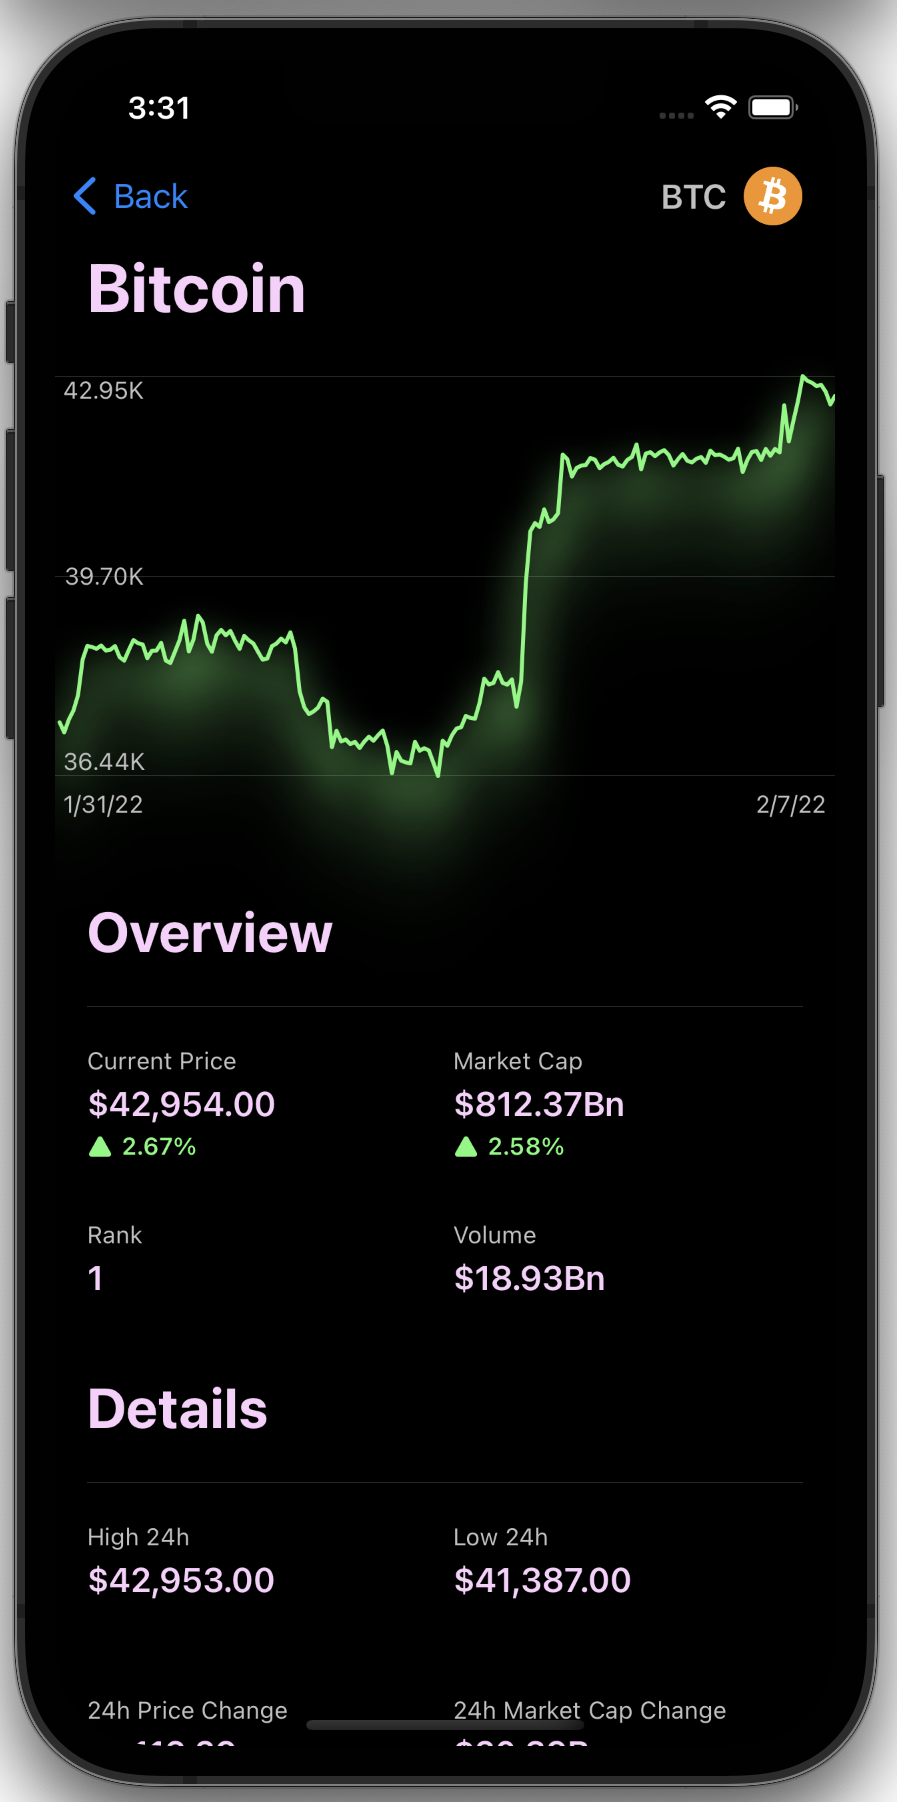 3:31
Back
BTC
Bitcoin
42.95K
39.70K
36.44K
1/31/22 2/7/22
Overview
Current Price Market Cap
$42,954.00 $812.37Bn
2.67% 2.58%
Rank Volume
1 $18.93Bn
Details
High 24h Low 24h
$42,953.00 $41,387.00
24h Price Change 24h Market Cap Change